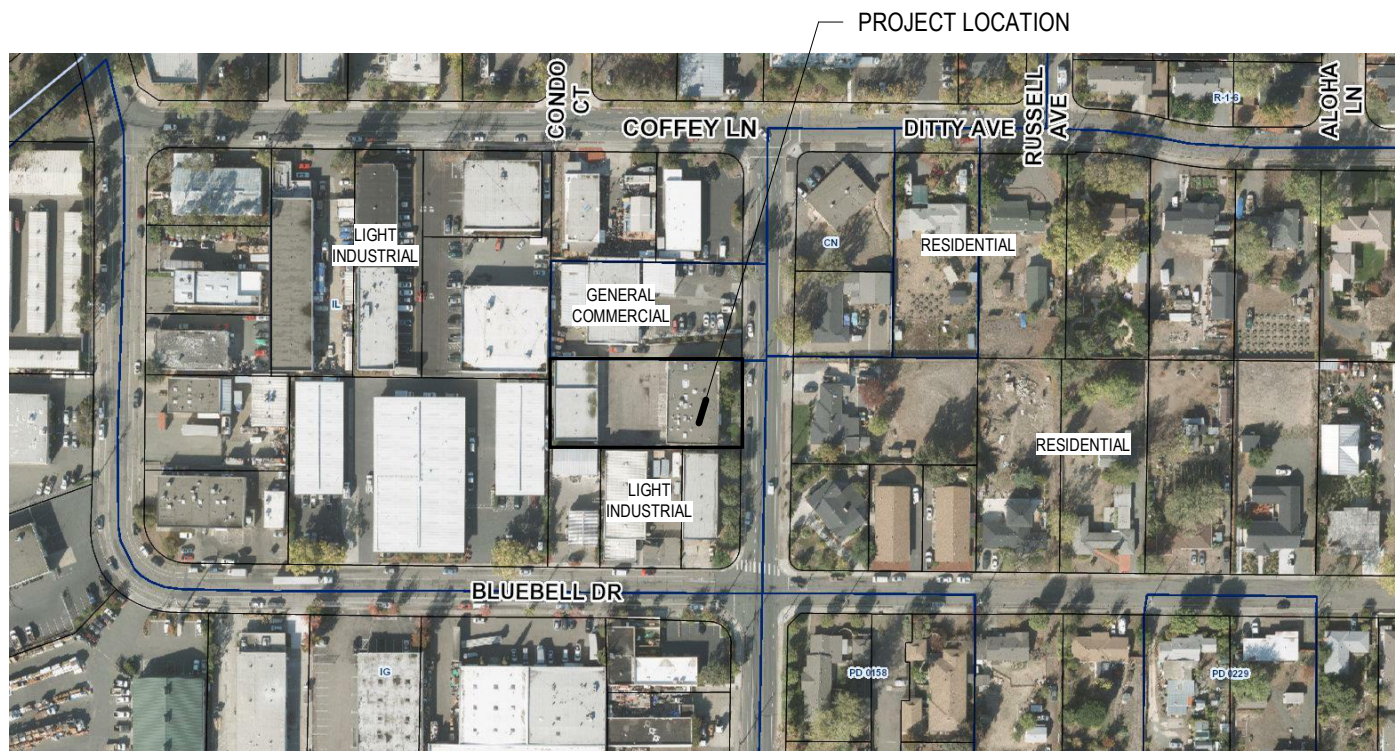 PROJECT LOCATION
CONDO
CT
COFFEY LN
DITTY AVE
RUSSELL
AVE
R-1-6
ALOHA
LN
LIGHT
INDUSTRIAL
IL
CN
RESIDENTIAL
GENERAL
COMMERCIAL
RESIDENTIAL
LIGHT
INDUSTRIAL
BLUEBELL DR
IG
PD 0158
PD 0229